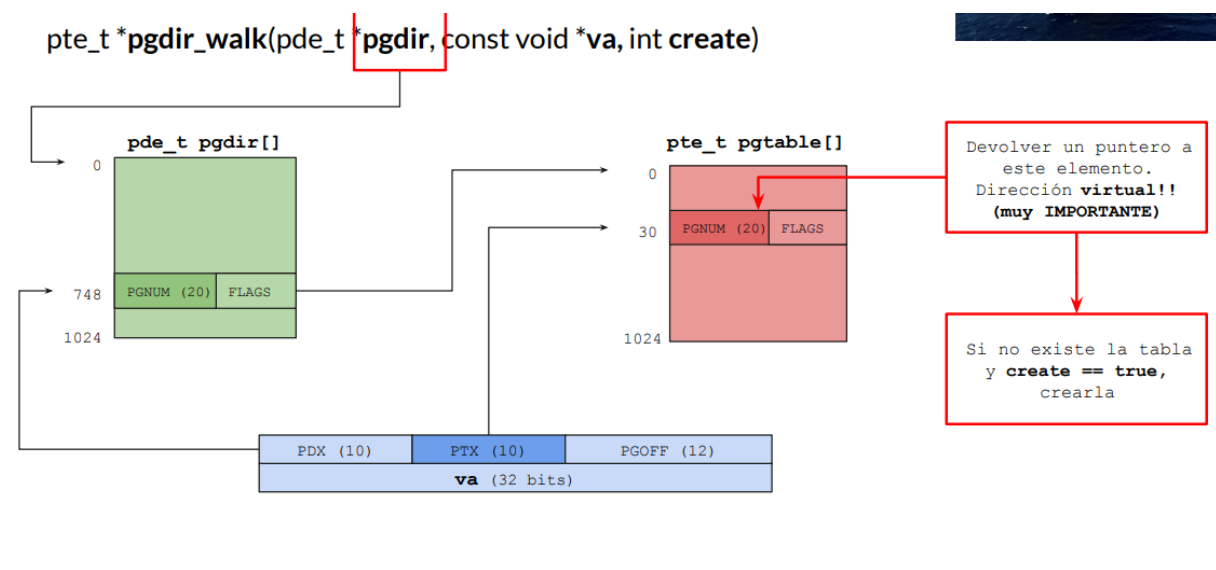 pte_t *pgdir_walk(pde_t *pgdir, const void *va, int create)
pde_t pgdir[]
0
PGNUM (20) FLAGS
748
1024
pte_t pgtable[]
0
30
PGNUM (20) FLAGS
1024
Devolver un puntero a
este elemento.
Dirección virtual!!
(muy IMPORTANTE)
Si no existe la tabla
y create == true,
crearla
PDX (10) PTX (10) PGOFF (12)
va (32 bits)